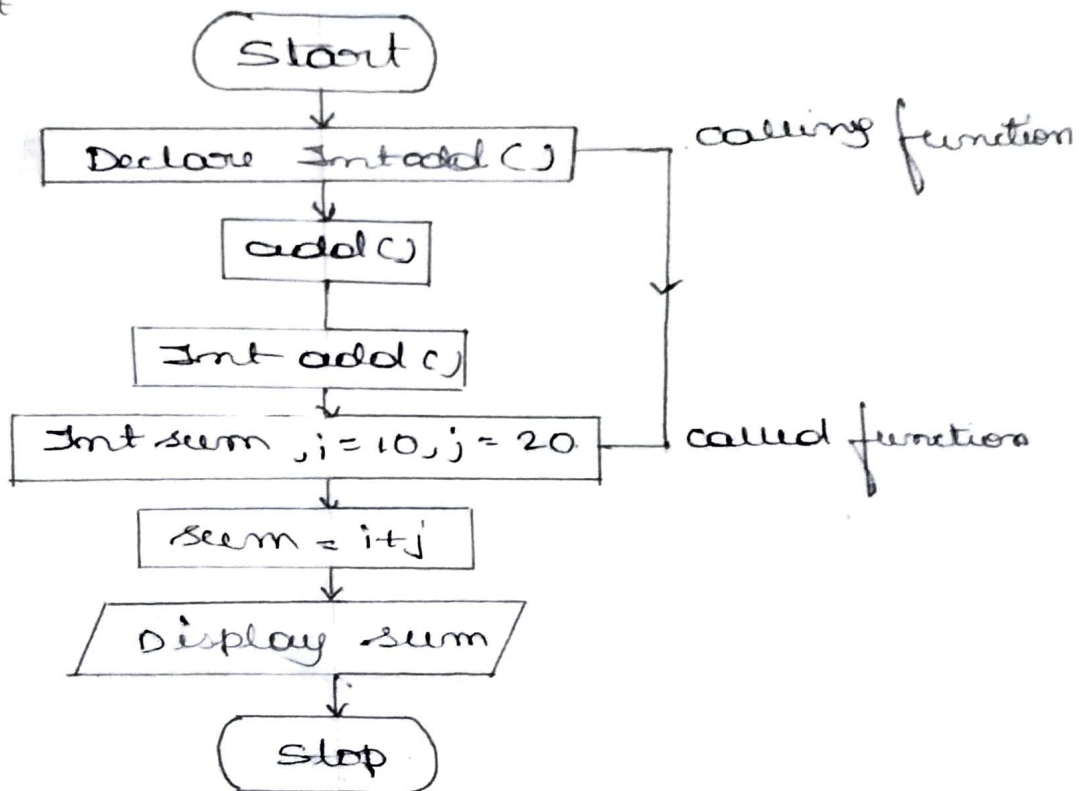 Start
Declare Int add ()
calling function
add ()
Int add ()
Int sum , i = 10, j = 20
called function
sum = i+j
Display sum
Stop